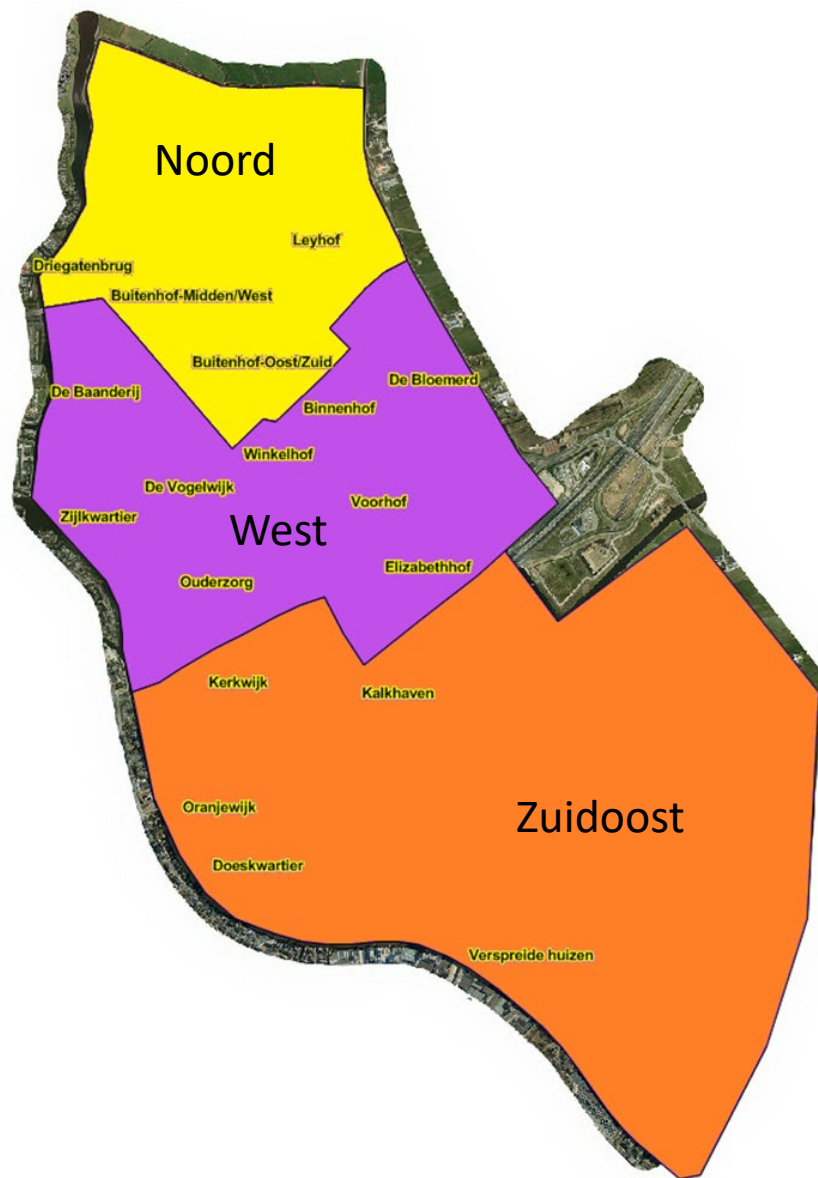 Noord
Leyhof
Driegatenbrug
Buitenhof-Midden/West
Buitenhof-Oost/Zuid
De Bloemerd
De Baanderij
Binnenhof
Winkelhof
De Vogelwijk
Voorhof
Zijlkwartier
West
Elizabethhof
Ouderzorg
Kerkwijk
Kalkhaven
Oranjewijk
Zuidoost
Doeskwartier
Verspreide huizen